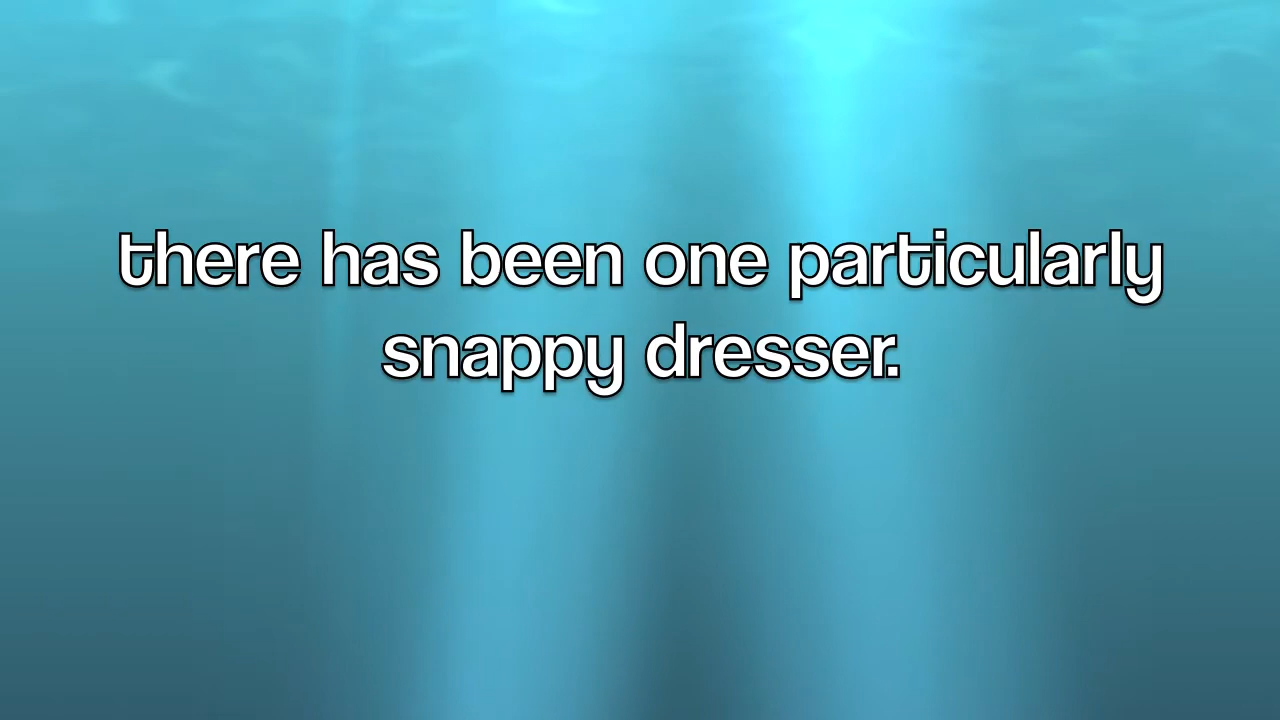 there has been one particularly
snappy dresser.